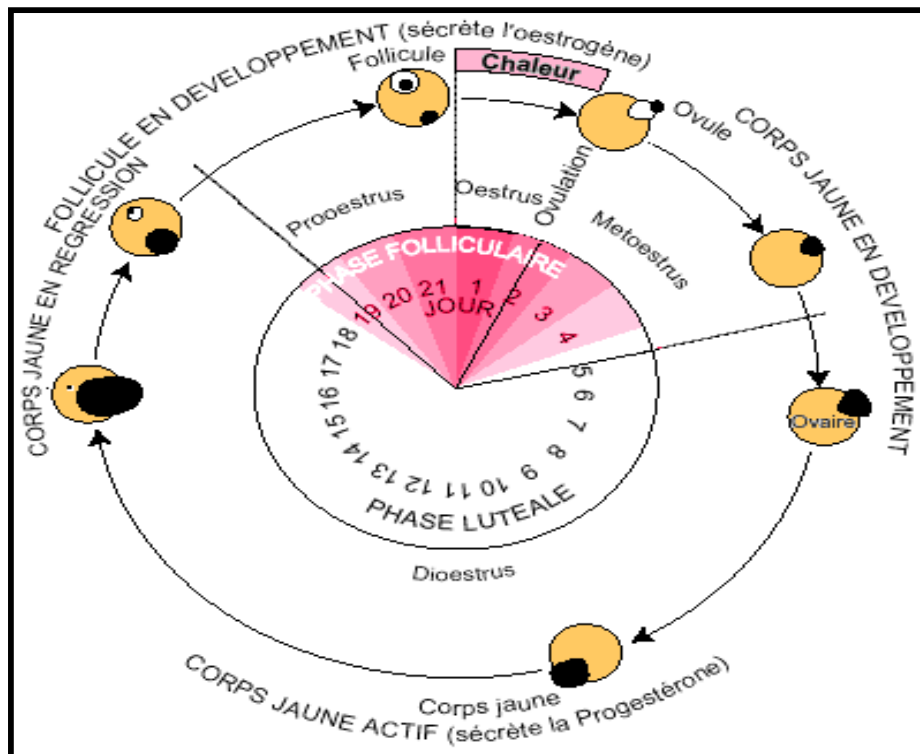 FOLLICULE EN DEVELOPPEMENT (sécrète l'oestrogène)
Follicule
Chaleur
Ovule
CORPS JAUNE EN DEVELOPPEMENT
Prooestrus
Oestrus
Ovulation
Metoestrus
PHASE FOLLICULAIRE
19 20 21 1 2 3 4
JOUR
5 6 7 8 9 10 11 12 13 14 15 16 17 18
PHASE LUTEALE
Dioestrus
Ovaire
CORPS JAUNE EN REGRESSION
Corps jaune
CORPS JAUNE ACTIF (sécrète la Progestérone)